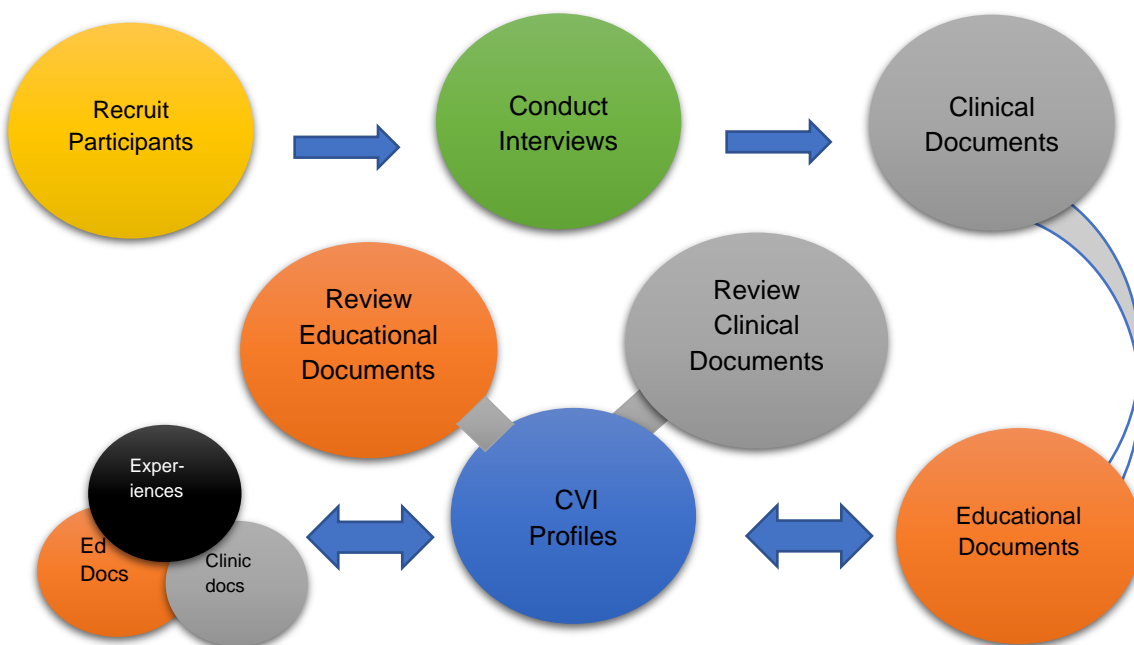 Recruit
Participants
Conduct
Interviews
Clinical
Documents
Review
Educational
Documents
Review
Clinical
Documents
Exper-
iences
Ed
Docs
Clinic
docs
CVI
Profiles
Educational
Documents